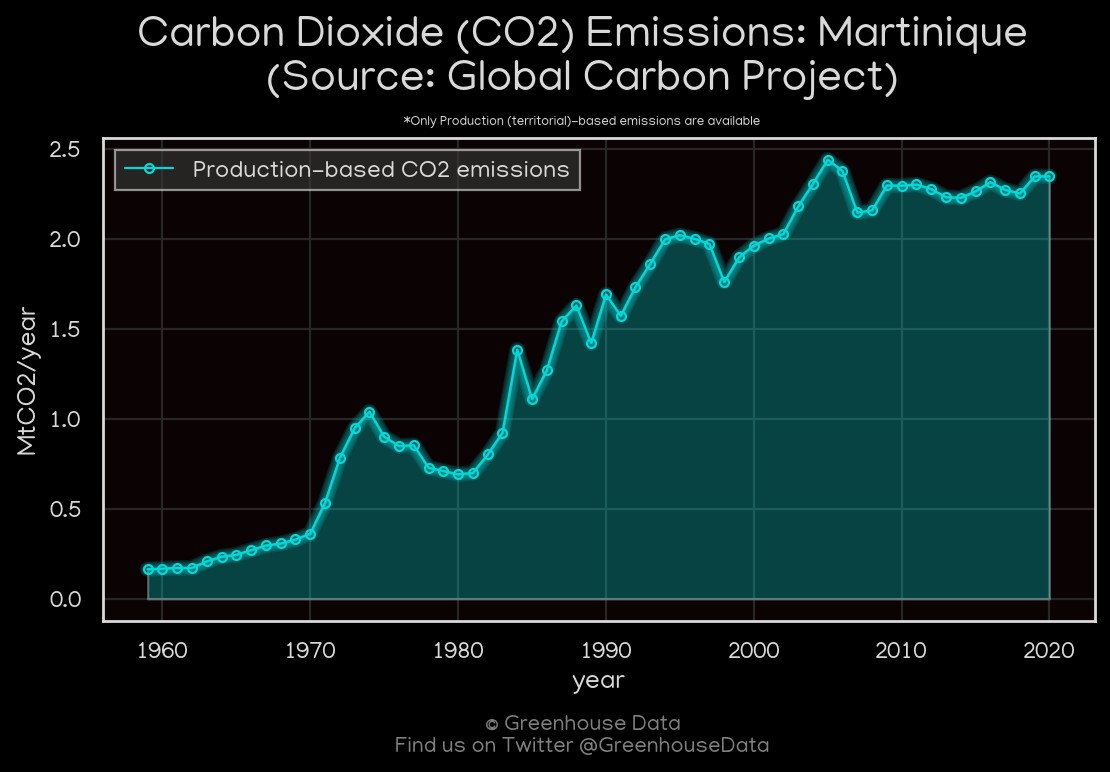 Carbon Dioxide (CO2) Emissions: Martinique
(Source: Global Carbon Project)
*Only Production (territorial)-based emissions are available
Production-based CO2 emissions
2.5
2.0
1.5
1.0
0.5
0.0
MtCO2/year
1960 1970 1980 1990 2000 2010 2020
year
© Greenhouse Data
Find us on Twitter @GreenhouseData